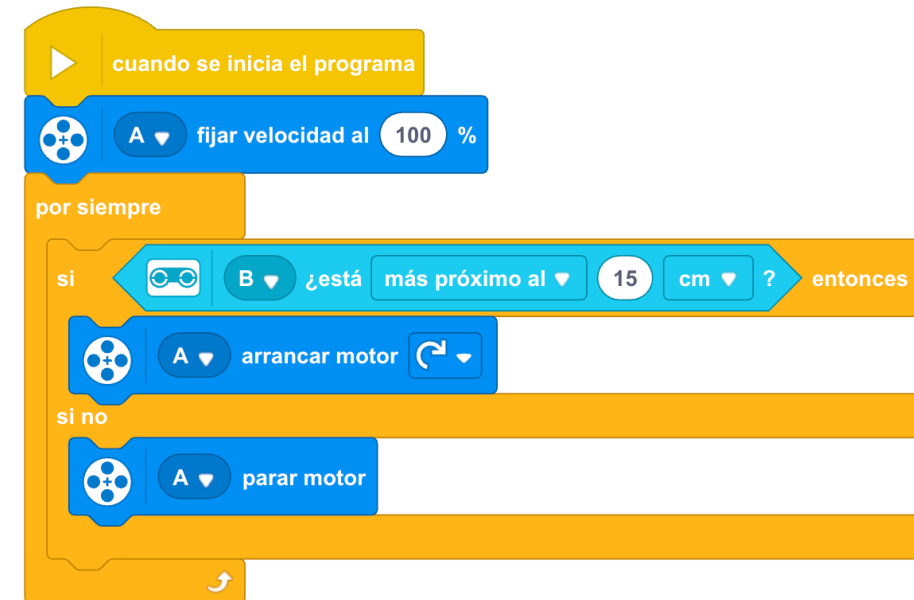 cuando se inicia el programa
A fijar velocidad al 100 %
por siempre
si B ¿está más próximo al 15 cm ? entonces
A arrancar motor
si no
A parar motor